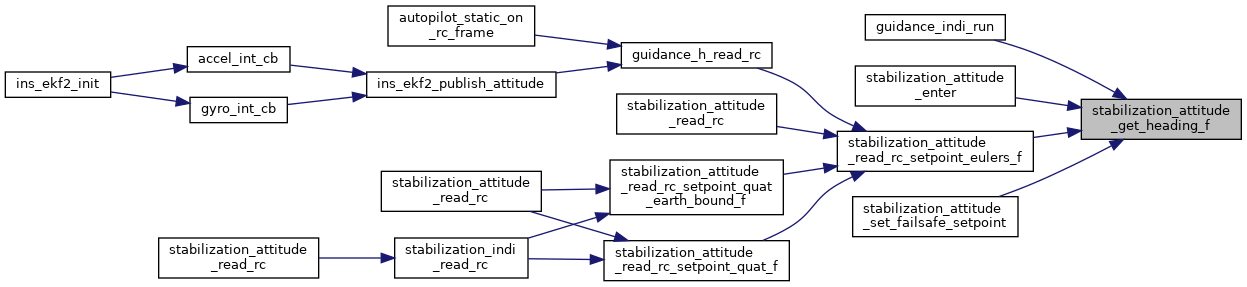 autopilot_static_on
_rc_frame
guidance_indi_run
accel_int_cb
guidance_h_read_rc
ins_ekf2_init
ins_ekf2_publish_attitude
stabilization_attitude
_enter
gyro_int_cb
stabilization_attitude
_read_rc
stabilization_attitude
_get_heading_f
stabilization_attitude
_read_rc_setpoint_eulers_f
stabilization_attitude
_read_rc_setpoint_quat
_earth_bound_f
stabilization_attitude
_read_rc
stabilization_attitude
_set_failsafe_setpoint
stabilization_attitude
_read_rc
stabilization_indi
_read_rc
stabilization_attitude
_read_rc_setpoint_quat_f